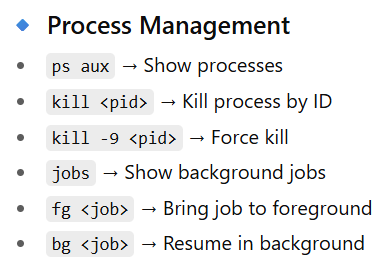 Process Management
ps aux → Show processes
kill <pid> → Kill process by ID
kill -9 <pid> → Force kill
jobs → Show background jobs
fg <job> → Bring job to foreground
bg <job> → Resume in background